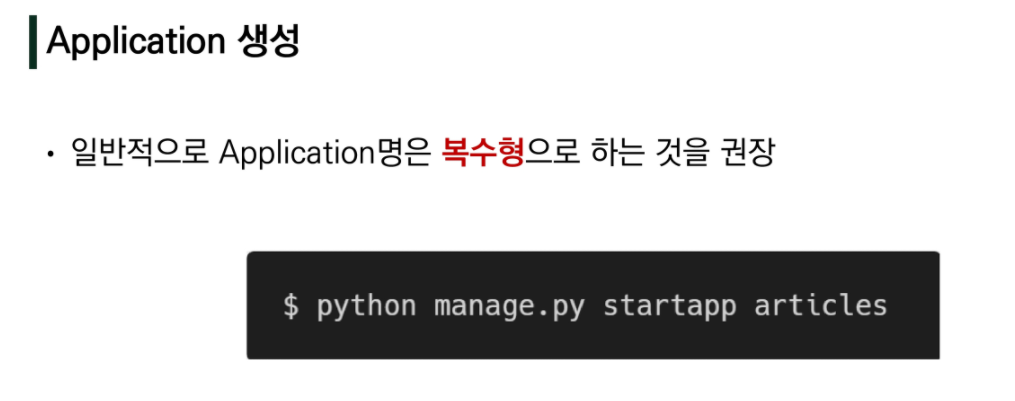 Application 생성
• 일반적으로 Application명은 복수형으로 하는 것을 권장
$ python manage.py startapp articles